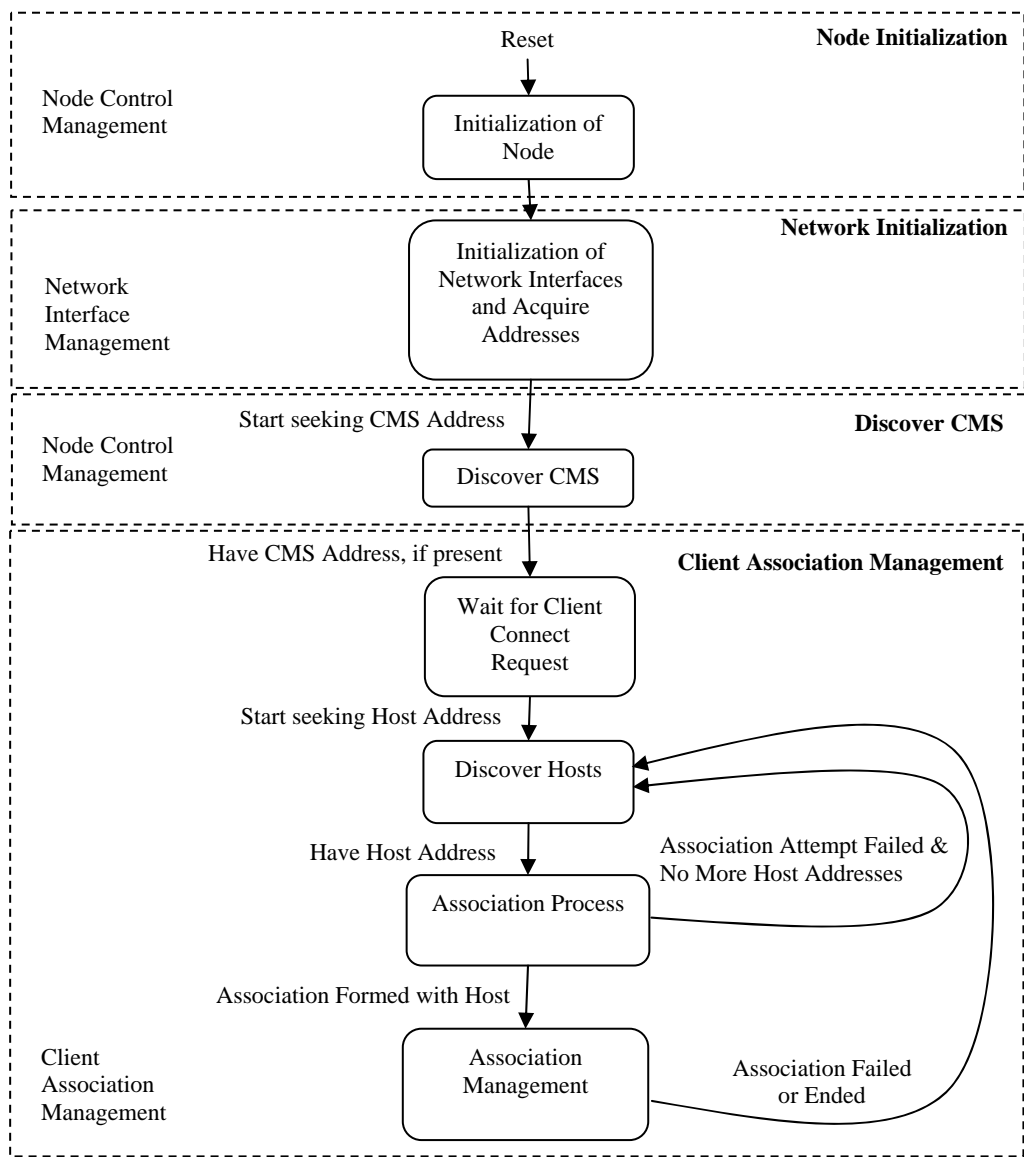 Reset
Node Initialization
Node Control
Management
Initialization of
Node
Network Initialization
Initialization of
Network Interfaces
and Acquire
Addresses
Network
Interface
Management
Start seeking CMS Address
Discover CMS
Node Control
Management
Discover CMS
Have CMS Address, if present
Client Association Management
Wait for Client
Connect
Request
Start seeking Host Address
Discover Hosts
Have Host Address
Association Attempt Failed &
No More Host Addresses
Association Process
Association Formed with Host
Client
Association
Management
Association
Management
Association Failed
or Ended